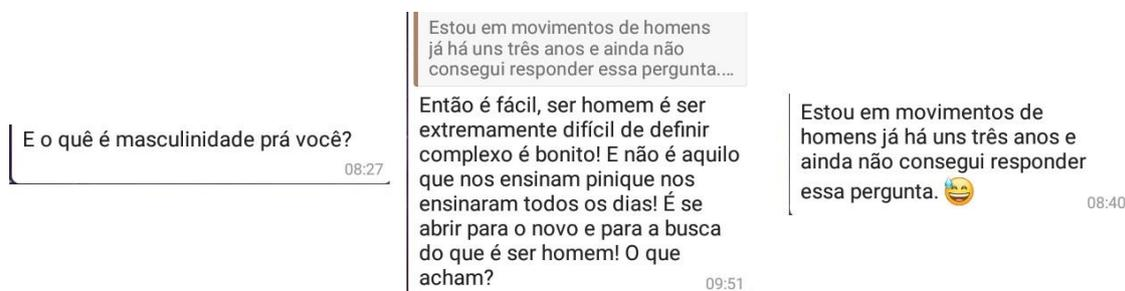 E o quê é masculinidade prá você?
08:27
Estou em movimentos de homens
já há uns três anos e ainda não
consegui responder essa pergunta....
Então é fácil, ser homem é ser
extremamente difícil de definir
complexo é bonito! E não é aquilo
que nos ensinam pinique nos
ensinaram todos os dias! É se
abrir para o novo e para a busca
do que é ser homem! O que
acham?
09:51
Estou em movimentos de
homens já há uns três anos e
ainda não consegui responder
essa pergunta. 😅
08:40